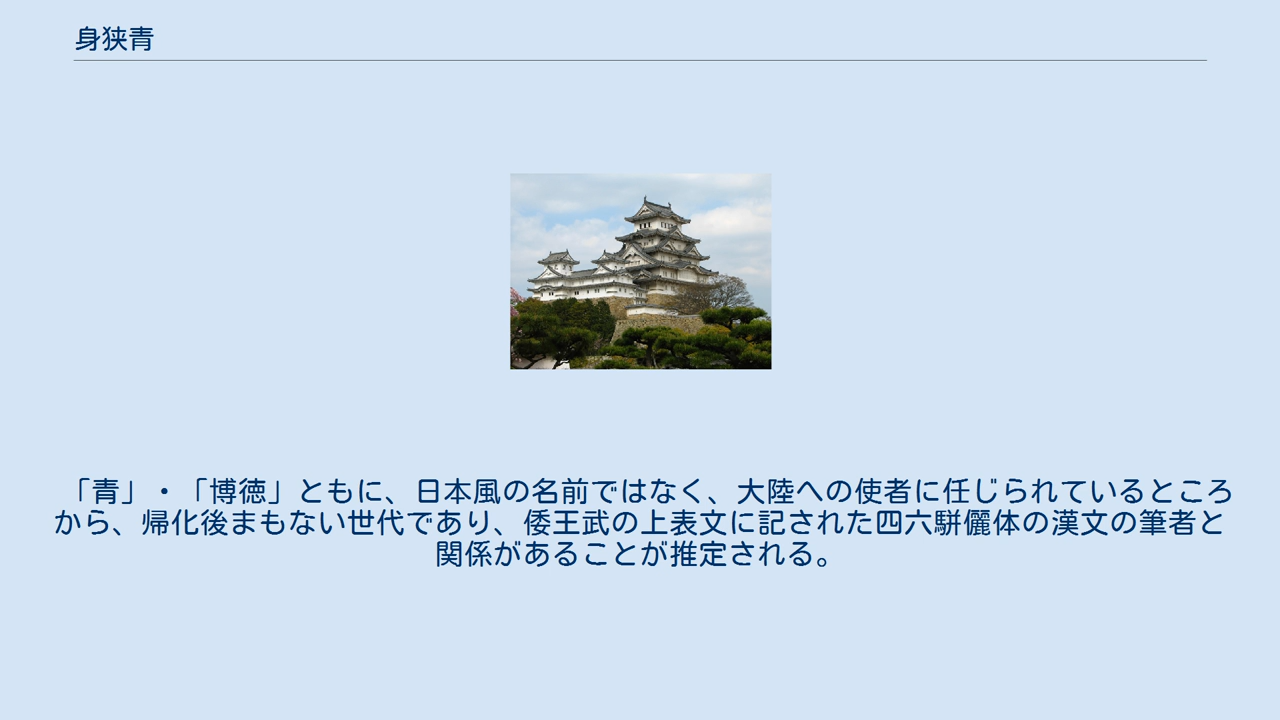 身狭青
「青」・「博徳」ともに、日本風の名前ではなく、大陸への使者に任じられているところ
から、帰化後まもない世代であり、倭王武の上表文に記された四六駢儷体の漢文の筆者と
関係があることが推定される。